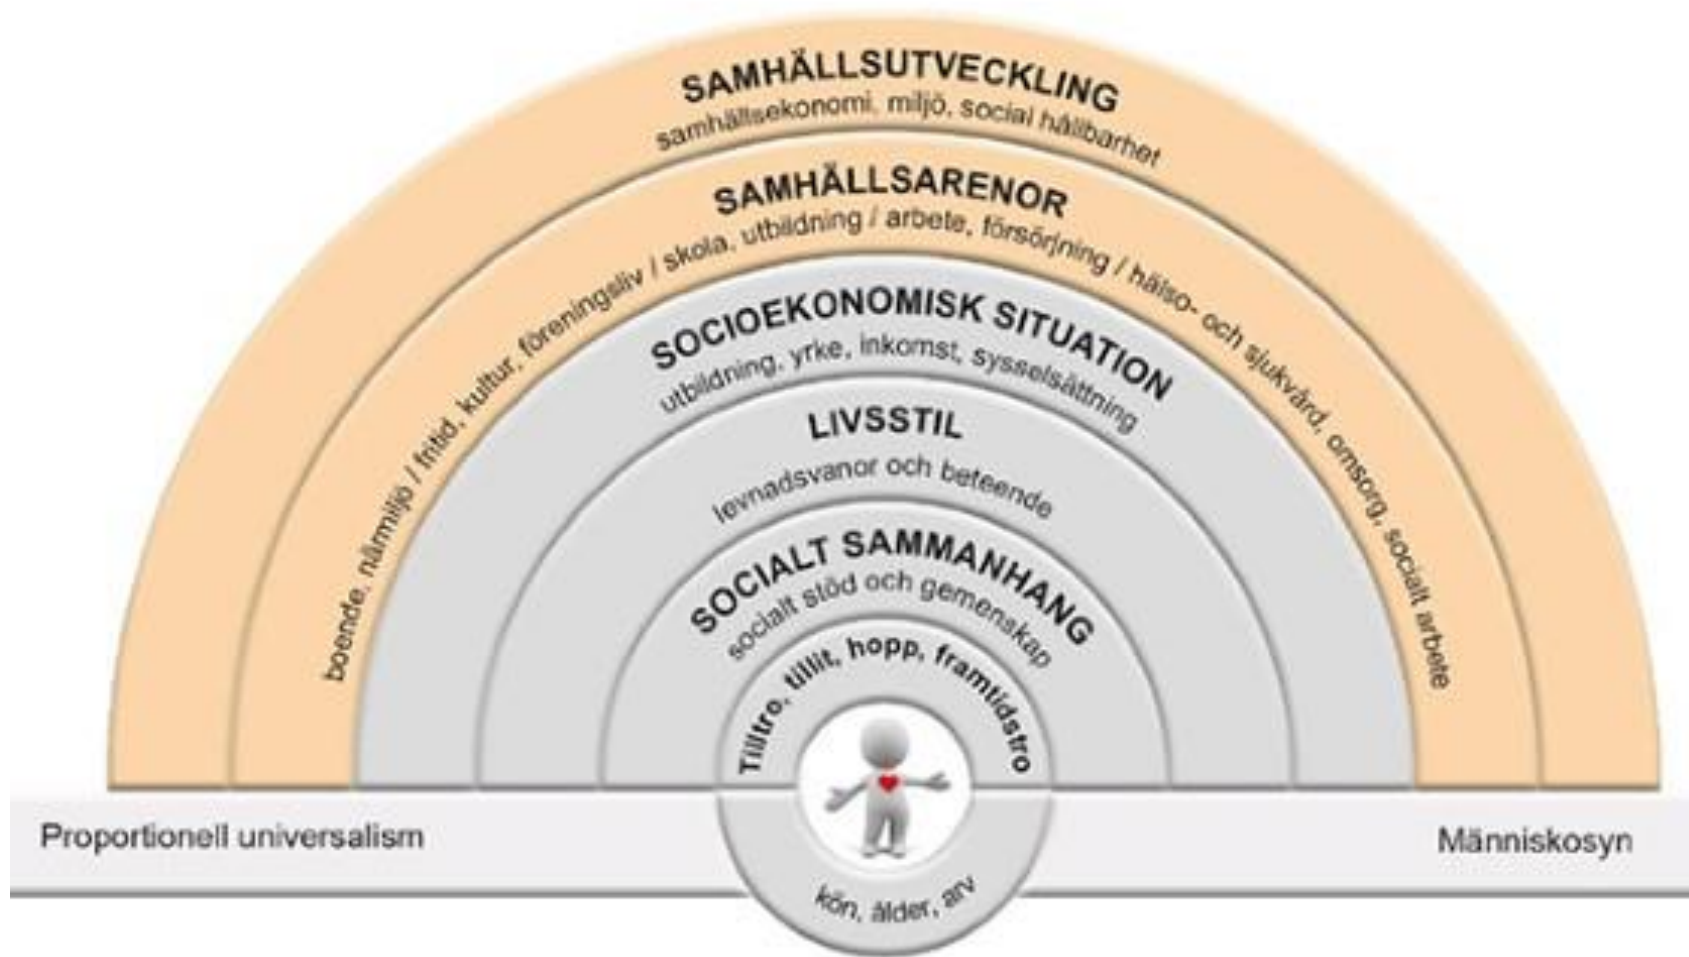 SAMHÄLLSUTVECKLING
samhällsekonomi, miljö, social hållbarhet
SAMHÄLLSARENOR
boende, närmiljö / fritid, kultur, föreningsliv / skola, utbildning / arbete, försörjning / hälso- och sjukvård, omsorg, socialt arbete
SOCIOEKONOMISK SITUATION
utbildning, yrke, inkomst, sysselsättning
LIVSSTIL
levnadsvanor och beteende
SOCIALT SAMMANHANG
socialt stöd och gemenskap
Tilltro, tillit, hopp, framtidstro
Proportionell universalism
Människosyn
kön, ålder, arv